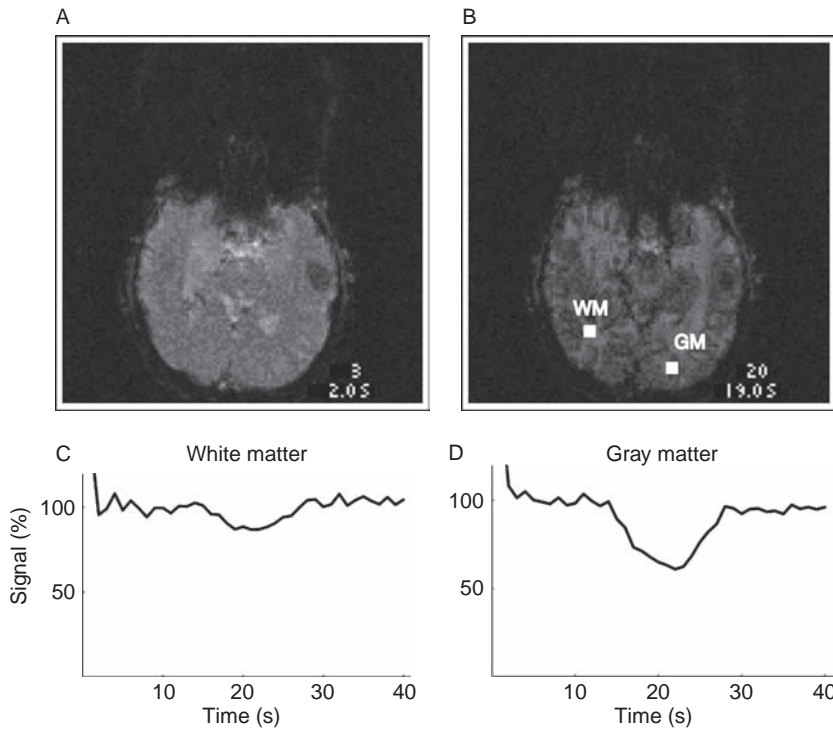 A
B
WM
GM
3
2.0 S
20
19.0 S
C
White matter
D
Gray matter
Signal (%)
100
50
100
50
10
20
30
40
Time (s)
10
20
30
40
Time (s)